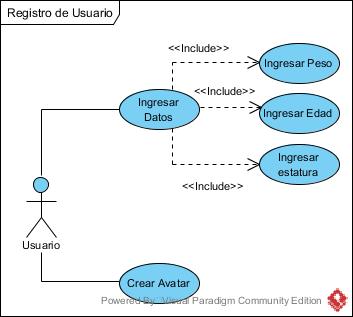 Registro de Usuario
<<Include>>
Ingresar Peso
<<Include>>
Ingresar
Datos
Ingresar Edad
Ingresar
estatura
<<Include>>
Usuario
Crear Avatar
Powered By: Visual Paradigm Community Edition